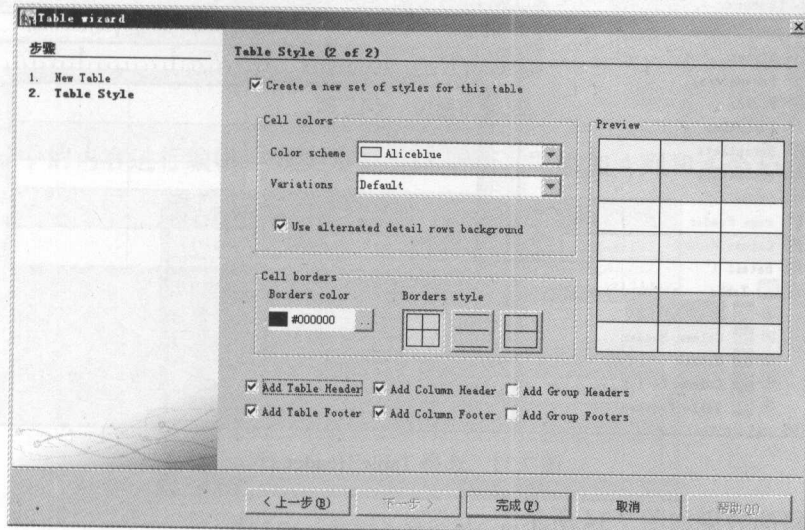 Table wizard
步骤
1. New Table
2. Table Style
Table Style (2 of 2)
Create a new set of styles for this table
Cell colors
Color scheme Aliceblue
Variations Default
Use alternated detail rows background
Preview
Cell borders
Borders color Borders style
#000000 ..
Add Table Header Add Column Header Add Group Headers
Add Table Footer Add Column Footer Add Group Footers
< 上一步(B) 下一步 > 完成(F) 取消 帮助(H)